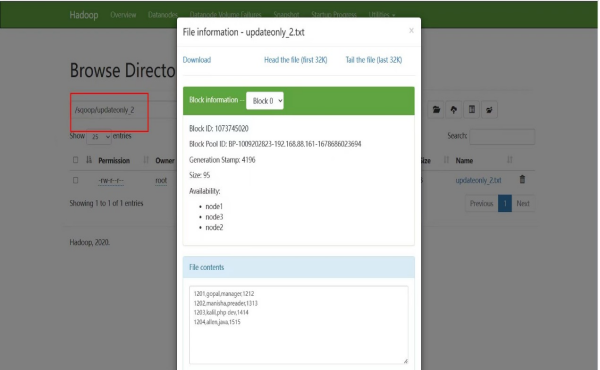 Hadoop Overview Datanodes Datanode Volume Failures Snapshot Startup Progress Utilities
File information - updateonly_2.txt
×
Download Head the file (first 32K) Tail the file (last 32K)
Browse Directo
Block information -- Block 0
/sqoop/updateonly_2
Block ID: 1073745020
Block Pool ID: BP-1009202823-192.168.88.161-1678686023694
Generation Stamp: 4196
Size: 95
Availability:
• node1
• node3
• node2
Show 25 entries
Search:
Permission Owner Size Name
-rw-r--r-- root updateonly_2.txt
Showing 1 to 1 of 1 entries
Previous 1 Next
Hadoop, 2020.
File contents
1201,gopal,manager,1212
1202,manisha,preader,1313
1203,kalil,php dev,1414
1204,allen,java,1515